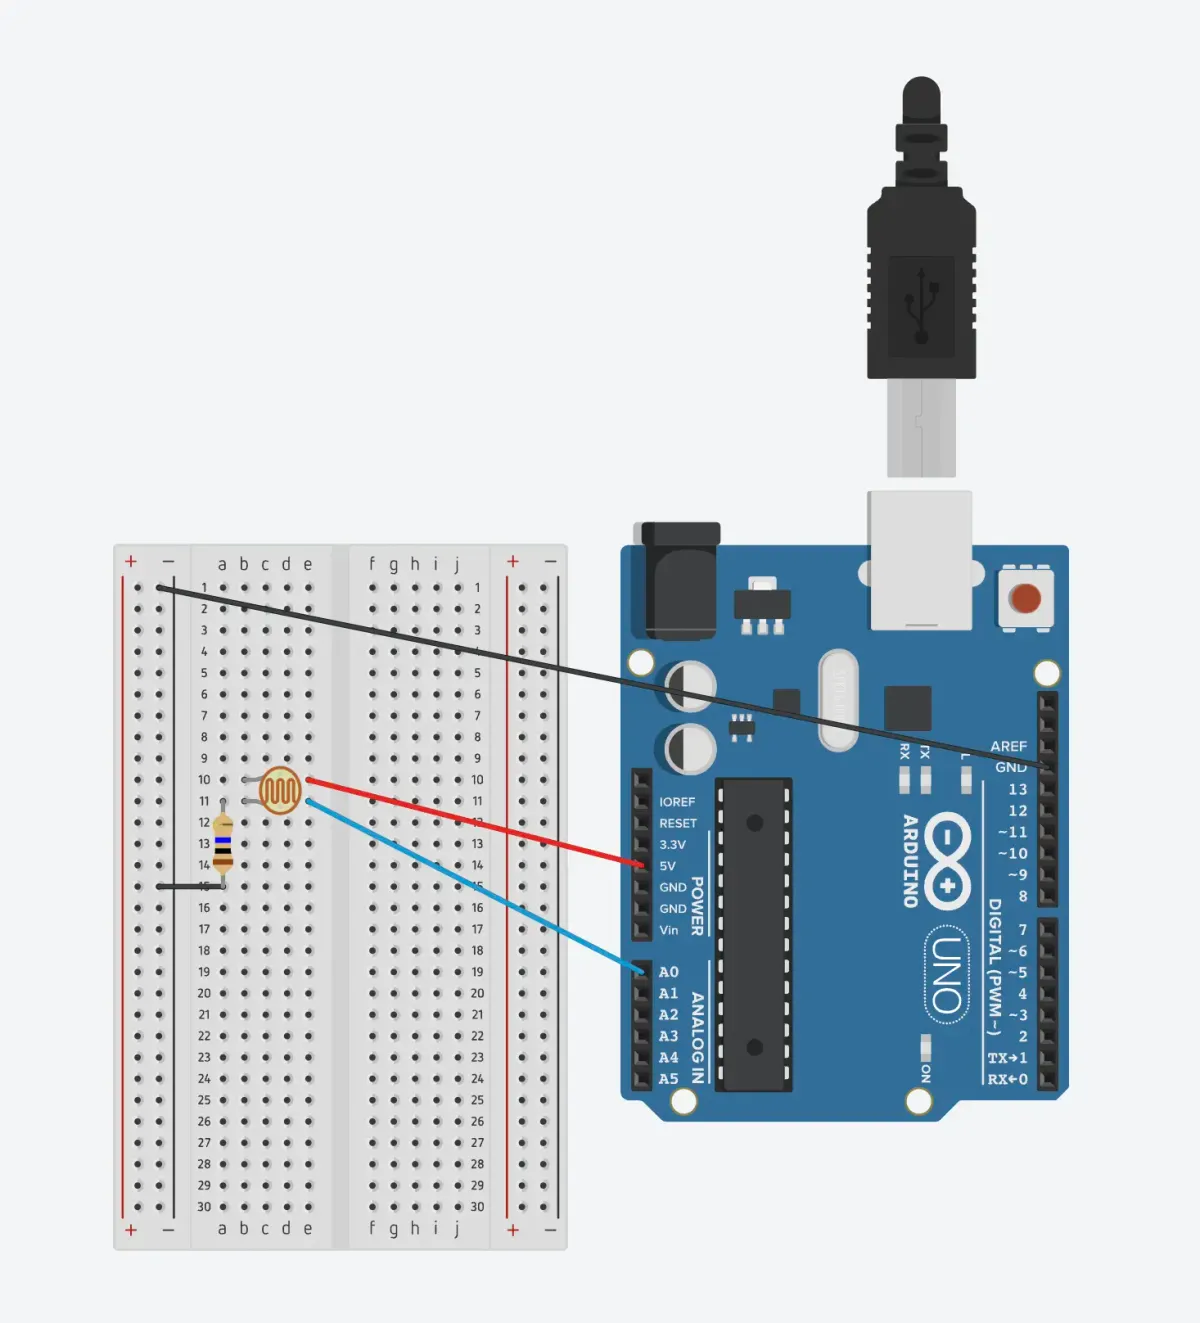 + − a b c d e f g h i j + −
1 1
2 2
3 3
4 4
5 5
6 6
7 7
8 8
9 9
10 10
11 11
12 12
13 13
14 14
15 15
16 16
17 17
18 18
19 19
20 20
21 21
22 22
23 23
24 24
25 25
26 26
27 27
28 28
29 29
30 30
+ − a b c d e f g h i j + −
IOREF
RESET
3.3V
5V
GND
GND
Vin
POWER
A0
A1
A2
A3
A4
A5
ANALOG IN
RX
TX
L
ARDUINO
− +
UNO
ON
AREF
GND
13
12
~11
~10
~9
8
7
~6
~5
4
~3
2
TX→1
RX←0
DIGITAL (PWM~)